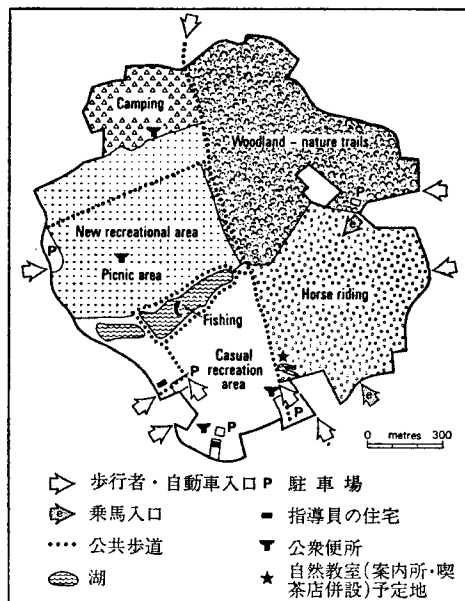 Camping
Woodland – nature trails
P
e
New recreational area
P
Picnic area
Horse riding
Fishing
Casual
recreation
area
P
P
P
e
0 metres 300
歩行者・自動車入口
P 駐車場
e 乗馬入口
指導員の住宅
公共歩道
公衆便所
湖
自然教室(案内所・喫
茶店併設)予定地